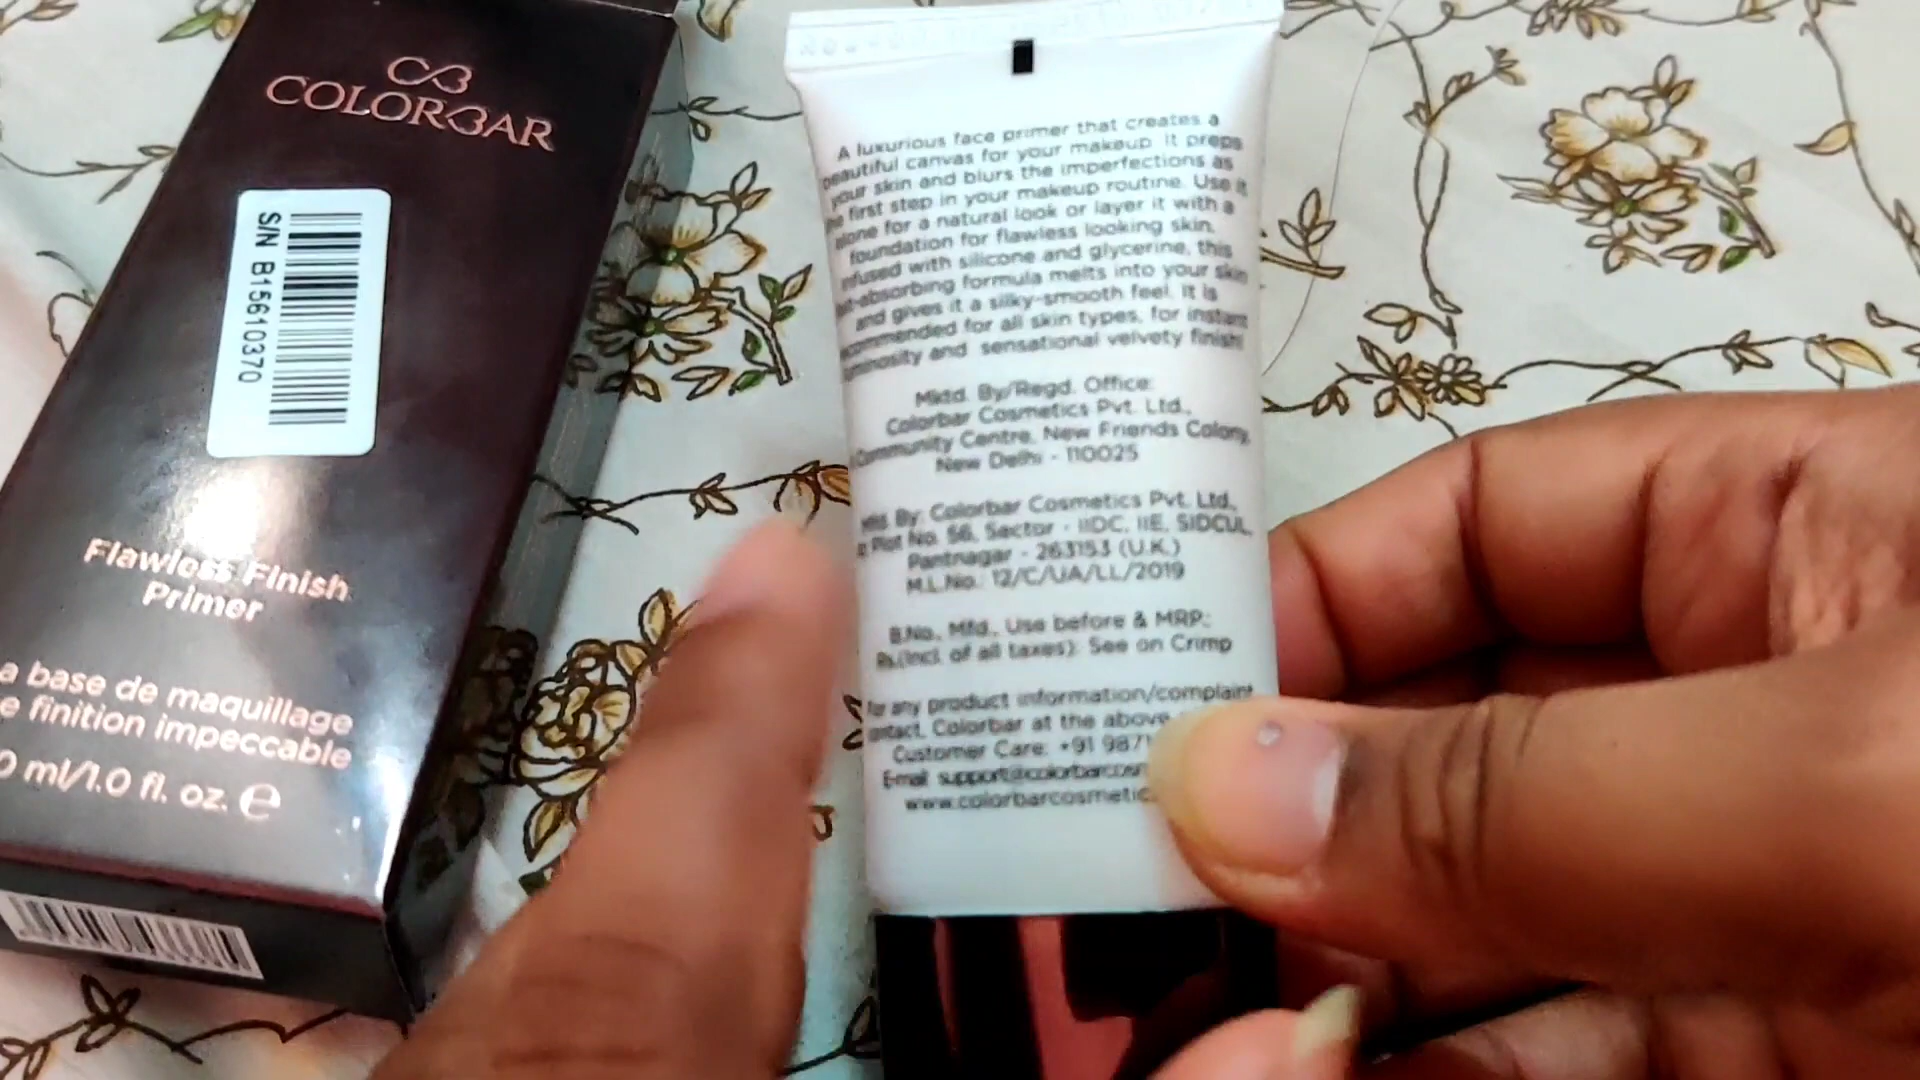 COLORBAR
S/N B15610370
Flawless Finish
Primer
a base de maquillage
e finition impeccable
0 ml/1.0 fl. oz. e
A luxurious face primer that creates a
beautiful canvas for your makeup. It preps
your skin and blurs the imperfections as
first step in your makeup routine. Use it
alone for a natural look or layer it with a
foundation for flawless looking skin.
infused with silicone and glycerine, this
absorbing formula melts into your skin
and gives it a silky-smooth feel. It is
recommended for all skin types, for instant
luminosity and sensational velvety finish!
Mktd. By/Regd. Office:
Colorbar Cosmetics Pvt. Ltd.,
Community Centre, New Friends Colony,
New Delhi - 110025
Mfd. By: Colorbar Cosmetics Pvt. Ltd.,
Plot No. 56, Sector - IIDC, IIE, SIDCUL,
Pantnagar - 263153 (U.K.)
M.L.No.: 12/C/UA/LL/2019
B.No., Mfd., Use before & MRP:
Rs.(Incl. of all taxes): See on Crimp
for any product information/complaint
contact, Colorbar at the above
Customer Care: +91 9871
E-mail: support@colorbarcosm
www.colorbarcosmetic